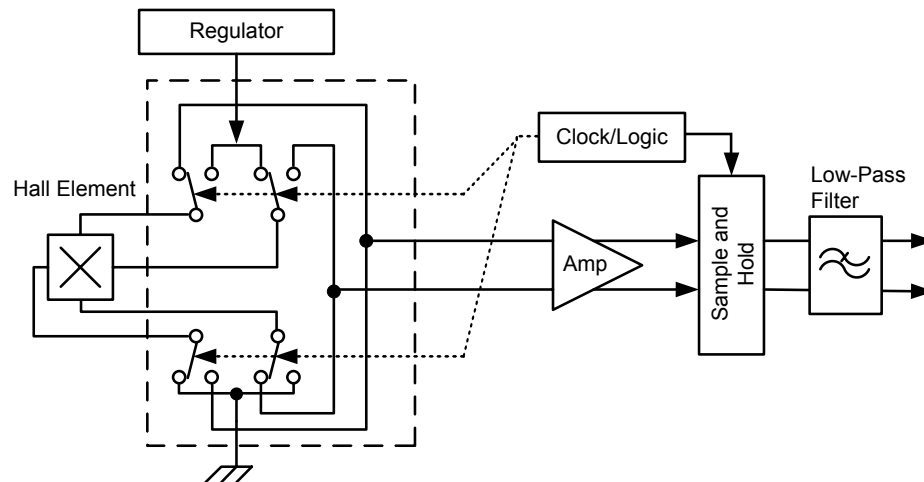 Regulator
Clock/Logic
Hall Element
Low-Pass
Filter
Amp
Sample and
Hold